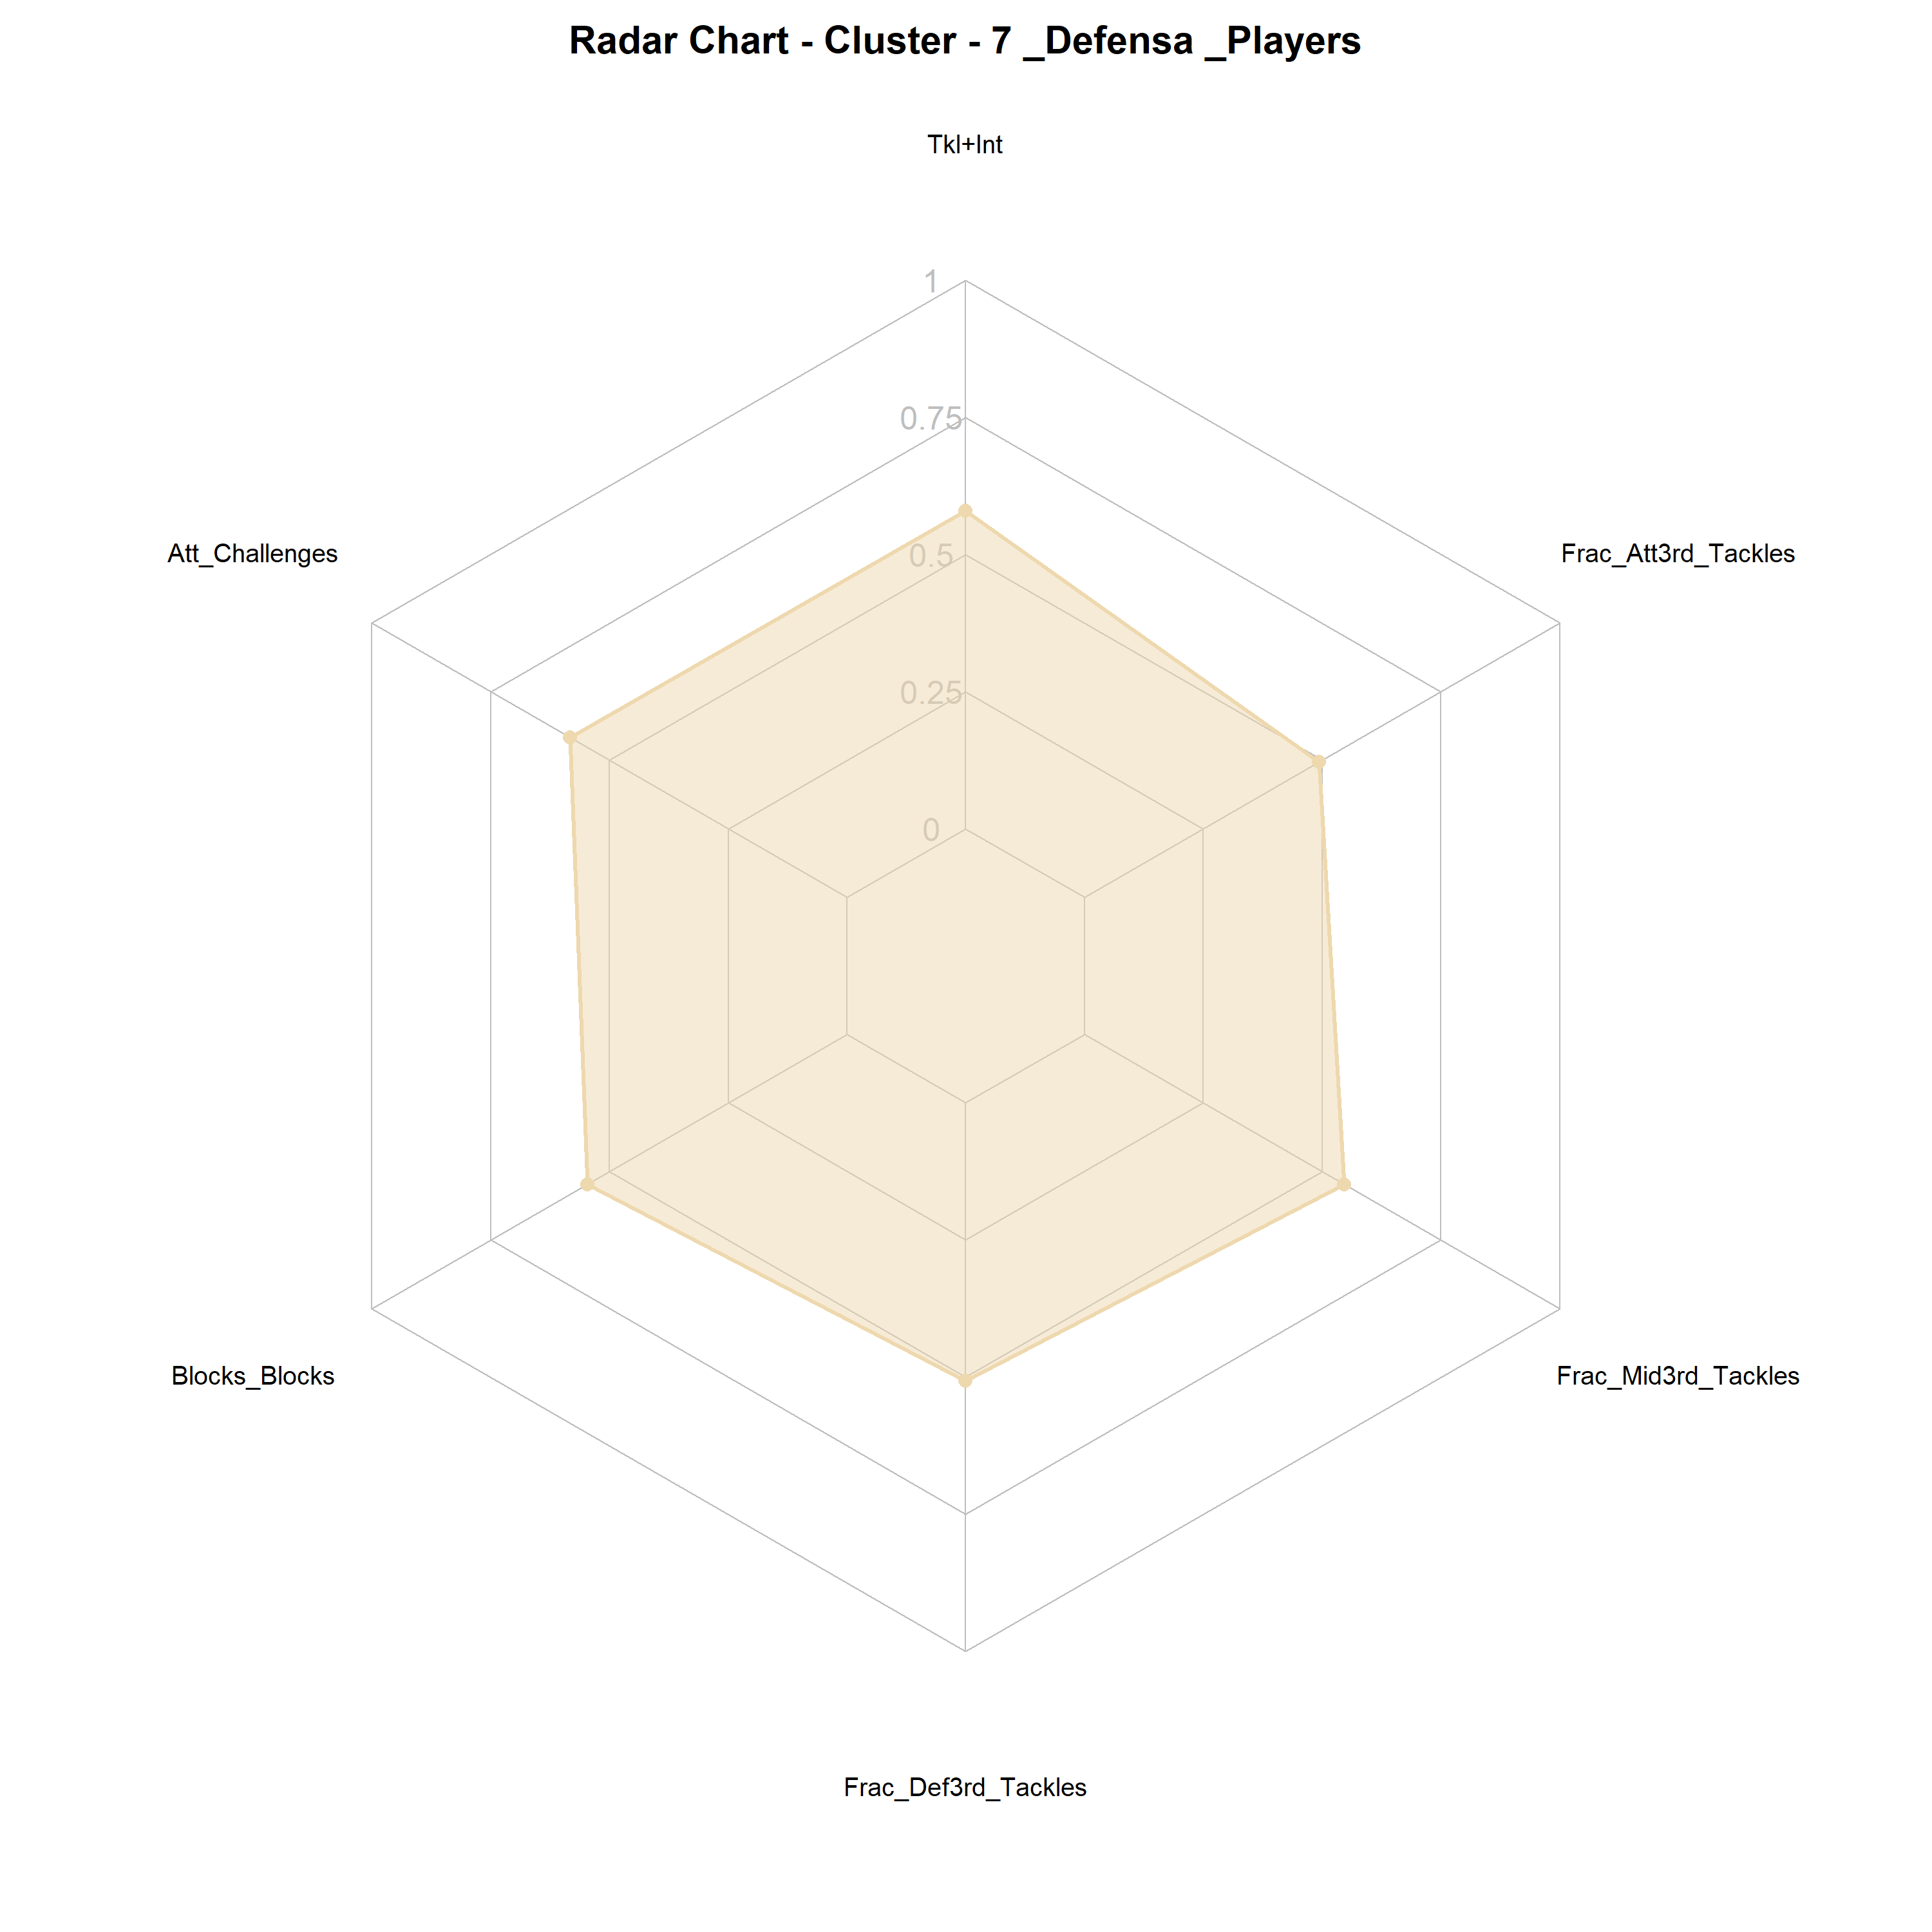 Radar Chart - Cluster - 7 _Defensa _Players
Tkl+Int
1
0.75
Att_Challenges
Frac_Att3rd_Tackles
0.5
0.25
0
Blocks_Blocks
Frac_Mid3rd_Tackles
Frac_Def3rd_Tackles